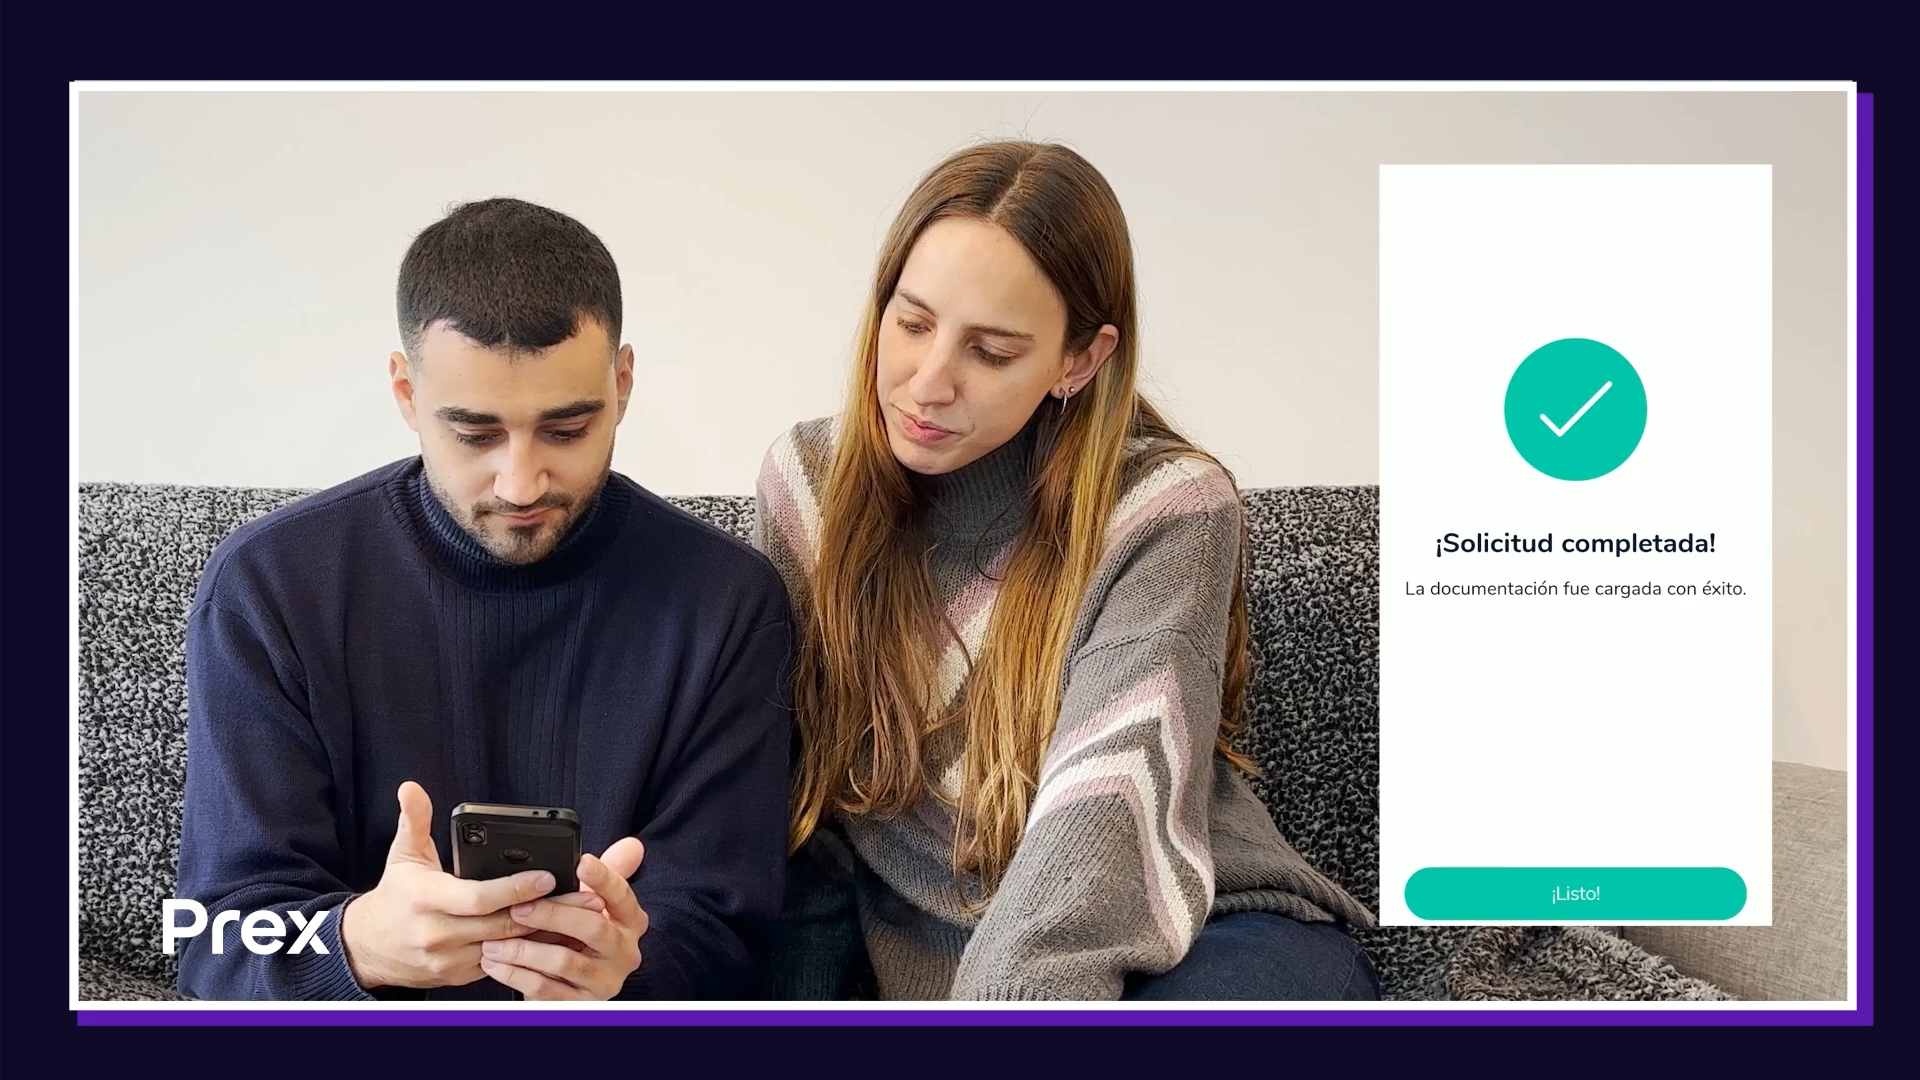 ¡Solicitud completada!
La documentación fue cargada con éxito.
¡Listo!
Prex